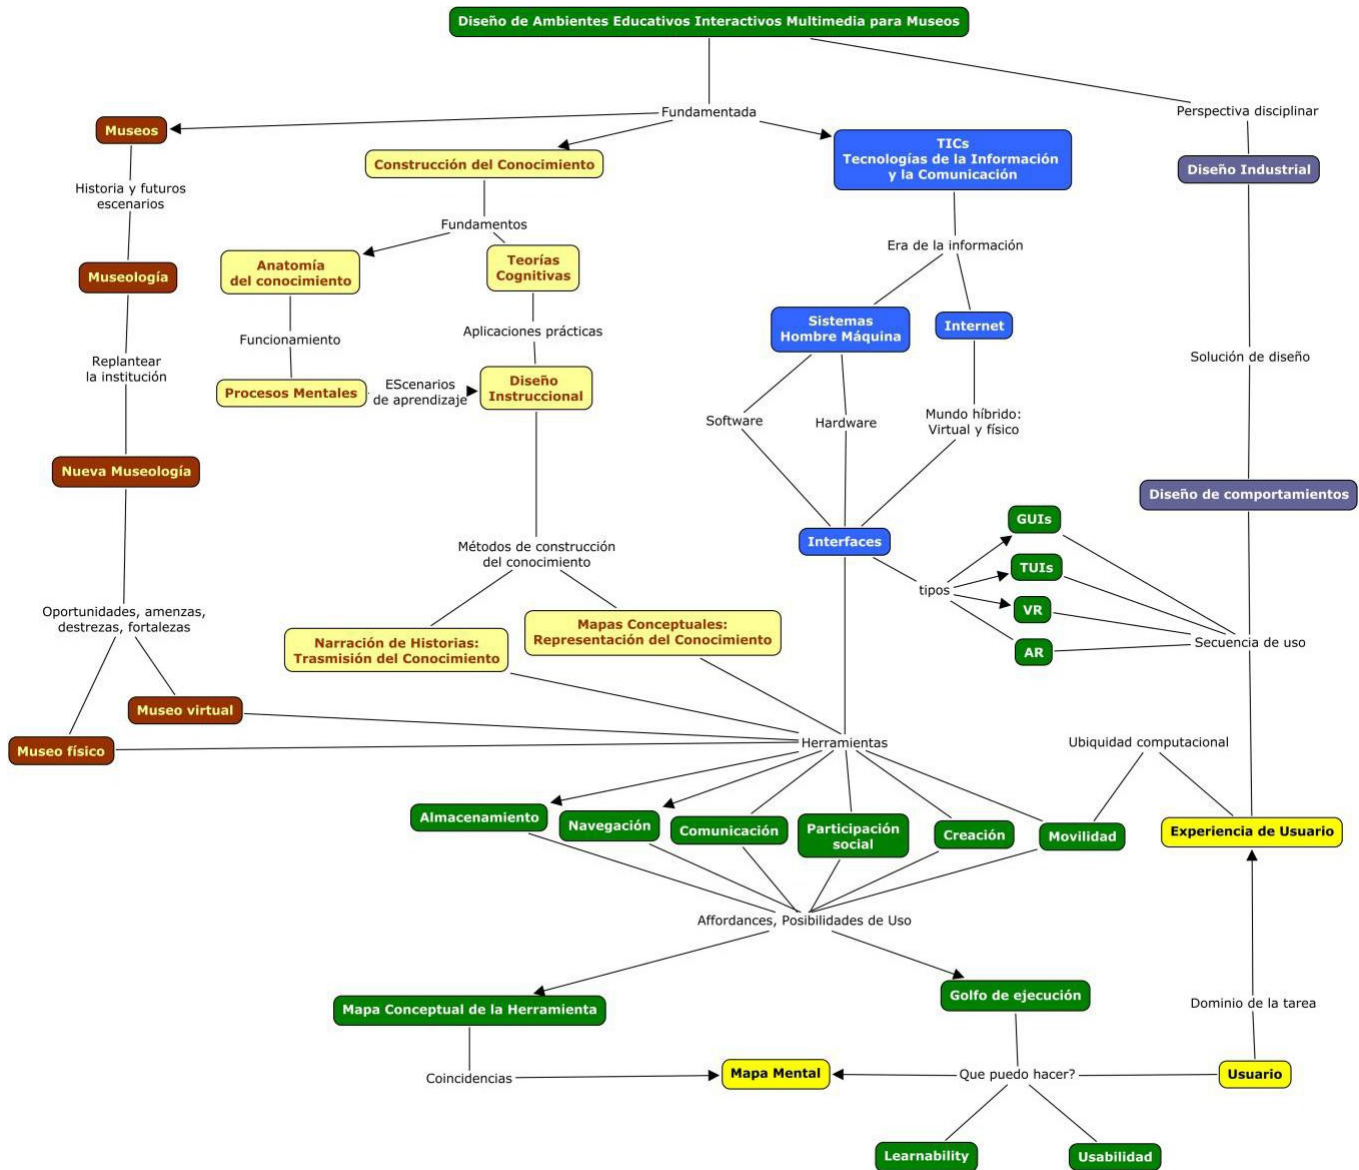 Diseño de Ambientes Educativos Interactivos Multimedia para Museos
Fundamentada
Perspectiva disciplinar
Museos
Construcción del Conocimiento
TICs
Tecnologías de la Información
y la Comunicación
Diseño Industrial
Historia y futuros
escenarios
Fundamentos
Era de la información
Museología
Anatomía
del conocimiento
Teorías
Cognitivas
Sistemas
Hombre Máquina
Internet
Funcionamiento
Aplicaciones prácticas
Replantear
la institución
Solución de diseño
Procesos Mentales
EScenarios
de aprendizaje
Diseño
Instruccional
Software
Hardware
Mundo híbrido:
Virtual y físico
Nueva Museología
Diseño de comportamientos
Métodos de construcción
del conocimiento
Interfaces
GUIs
TUIs
tipos
VR
AR
Secuencia de uso
Oportunidades, amenzas,
destrezas, fortalezas
Narración de Historias:
Trasmisión del Conocimiento
Mapas Conceptuales:
Representación del Conocimiento
Museo virtual
Museo físico
Herramientas
Ubiquidad computacional
Almacenamiento
Navegación
Comunicación
Participación
social
Creación
Movilidad
Experiencia de Usuario
Affordances, Posibilidades de Uso
Mapa Conceptual de la Herramienta
Golfo de ejecución
Dominio de la tarea
Coincidencias
Mapa Mental
Que puedo hacer?
Usuario
Learnability
Usabilidad